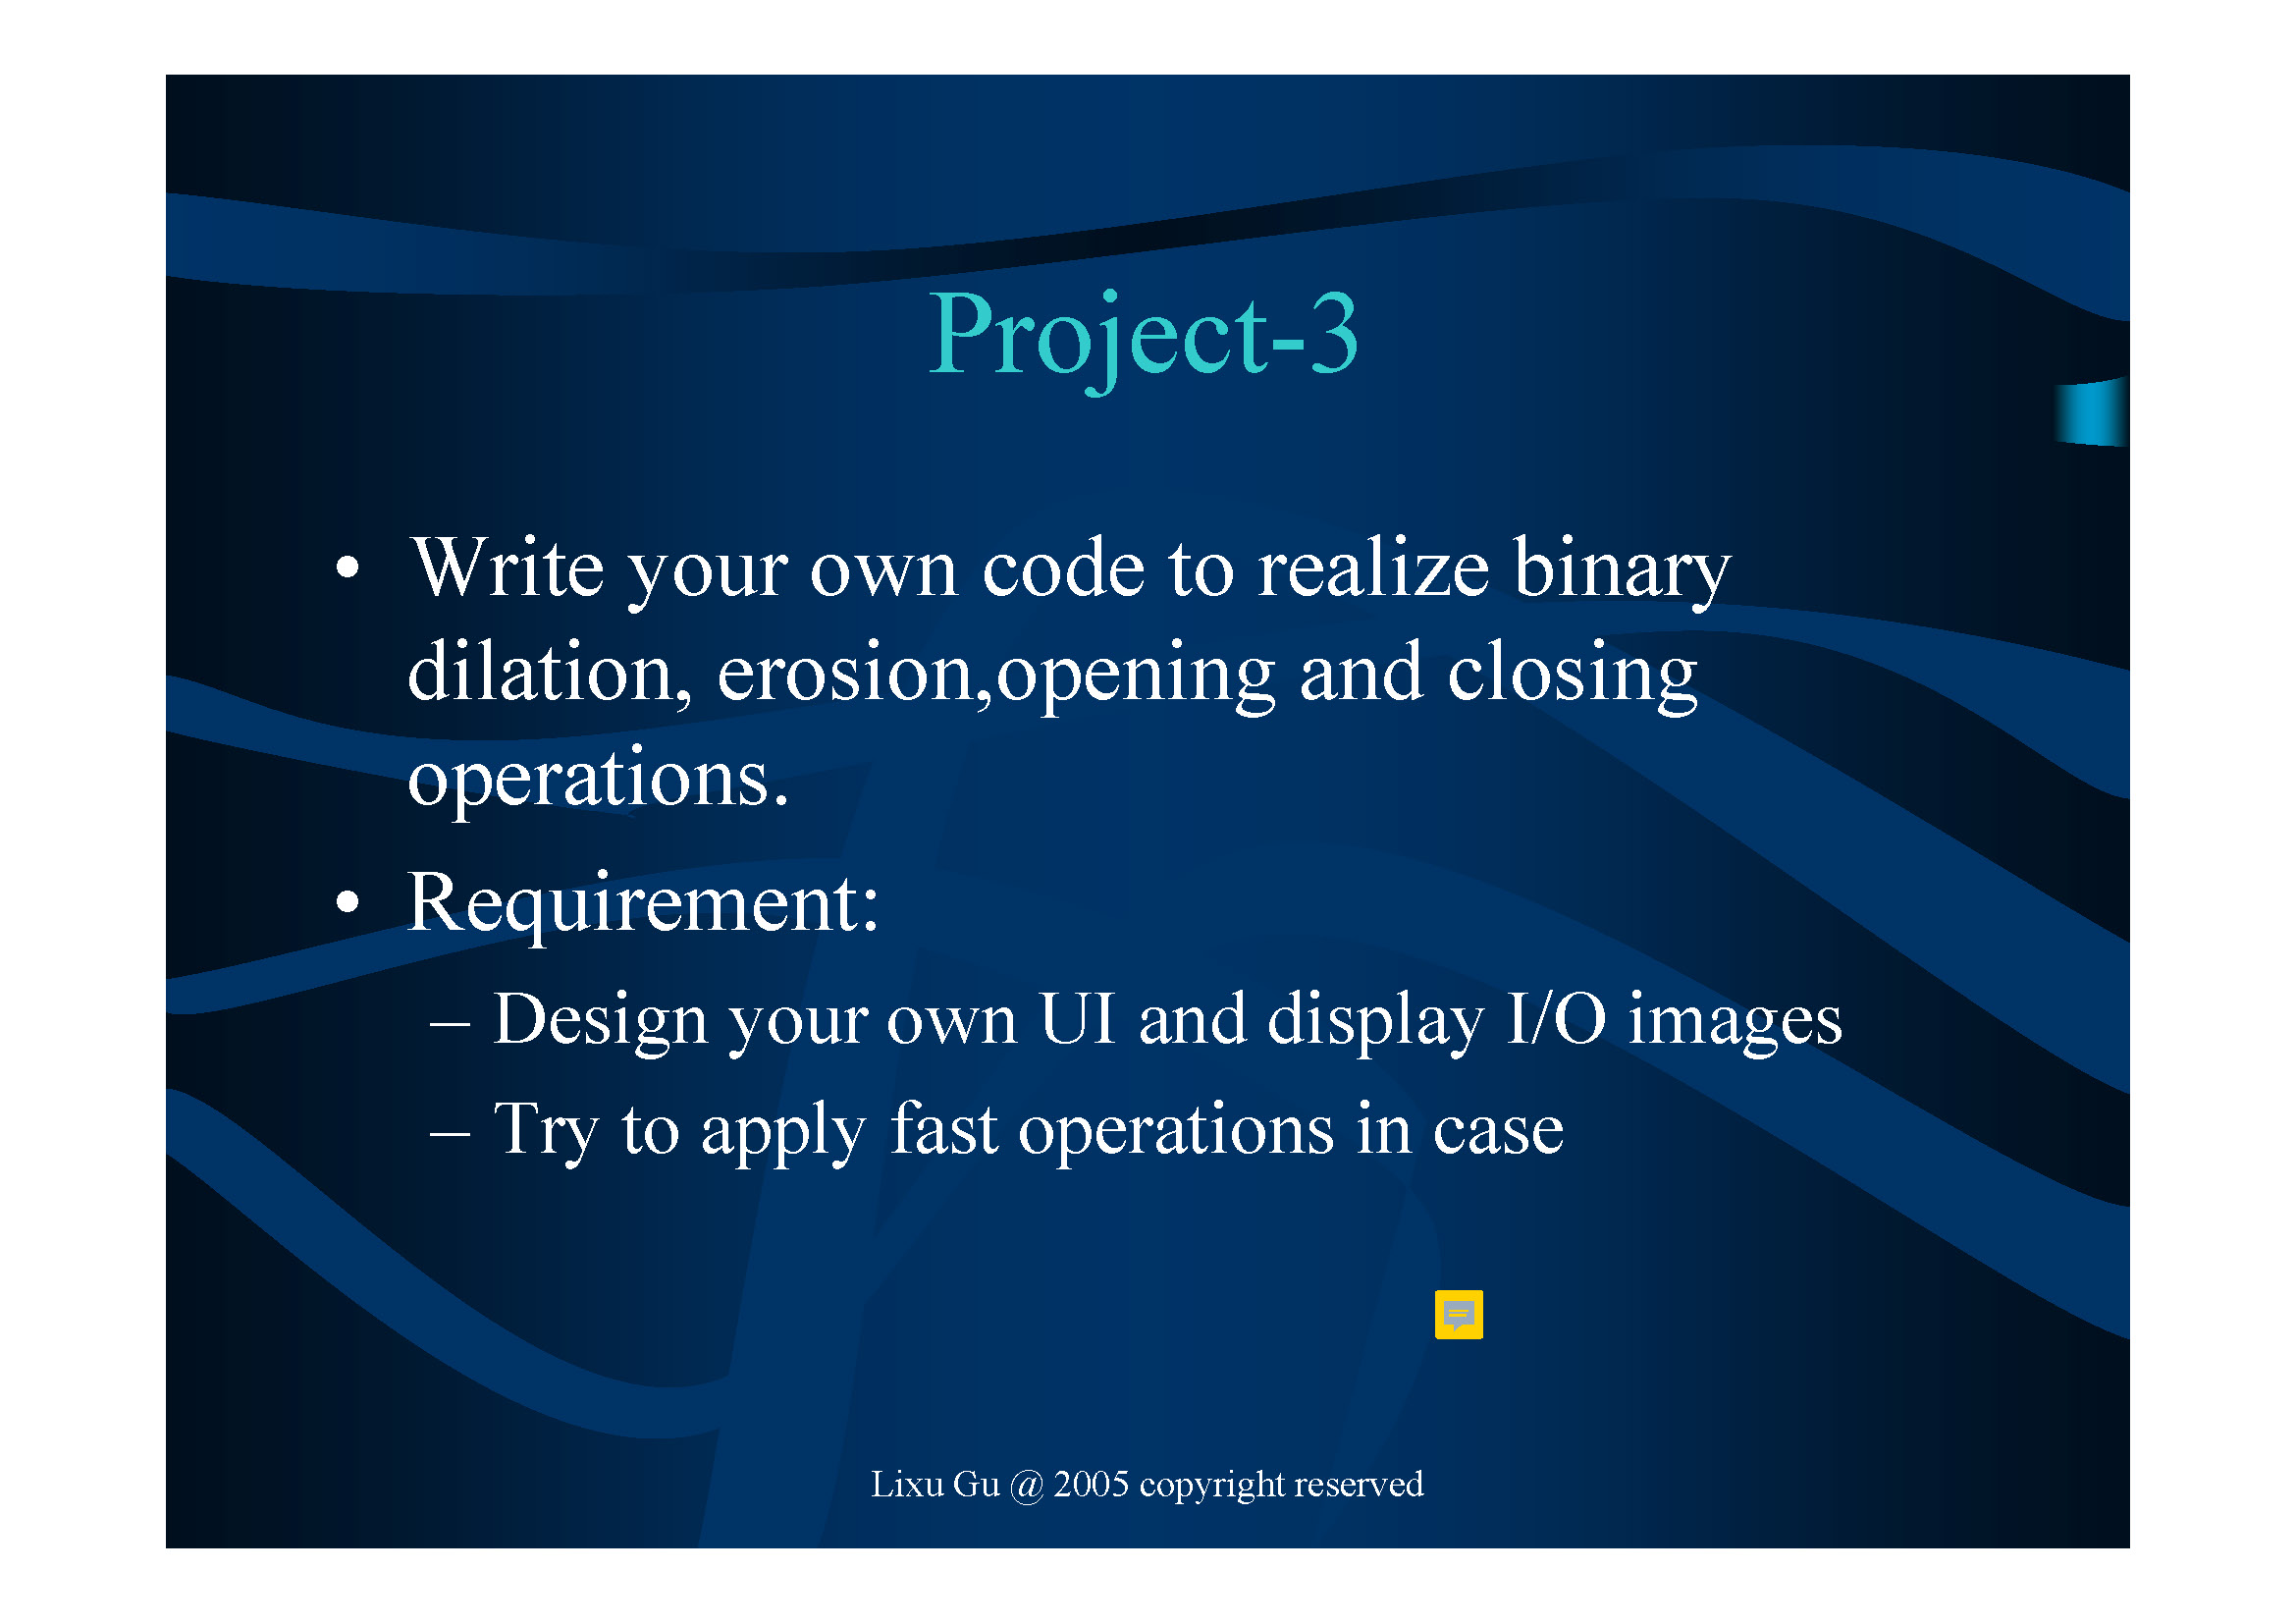 Project-3
• Write your own code to realize binary
dilation, erosion,opening and closing
operations.
• Requirement:
– Design your own UI and display I/O images
– Try to apply fast operations in case
Lixu Gu @ 2005 copyright reserved